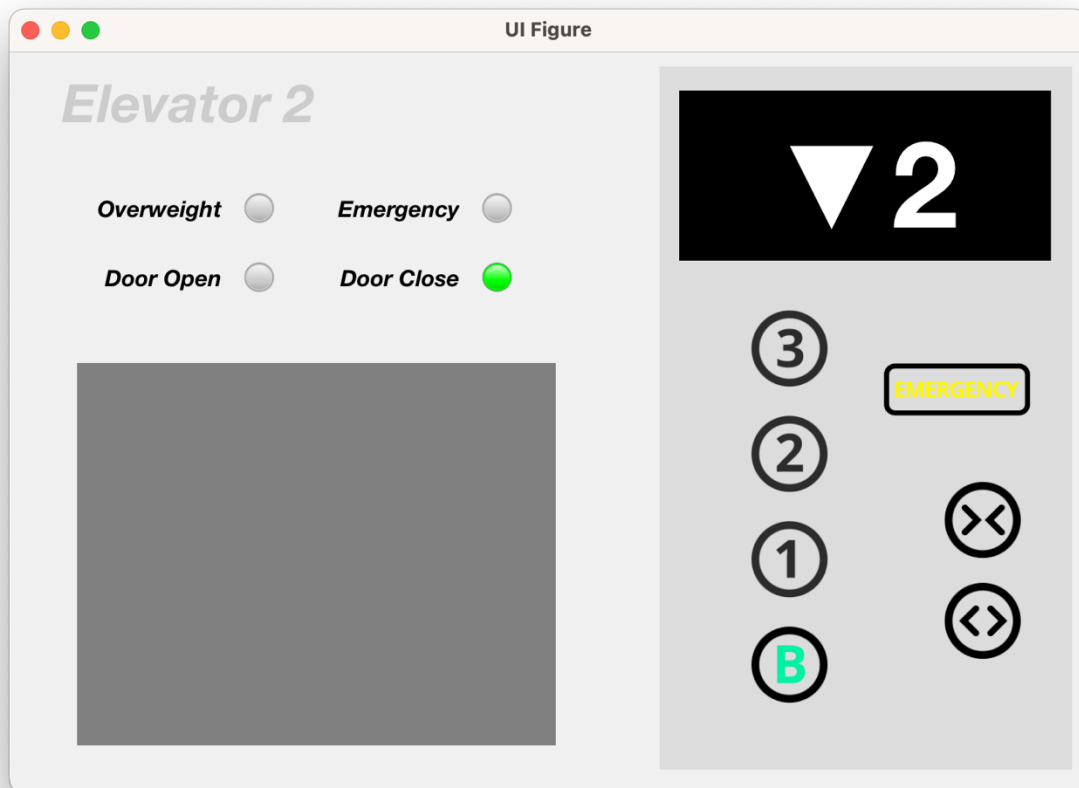 UI Figure
Elevator 2
Overweight
Emergency
Door Open
Door Close
▼2
3
EMERGENCY
2
1
B